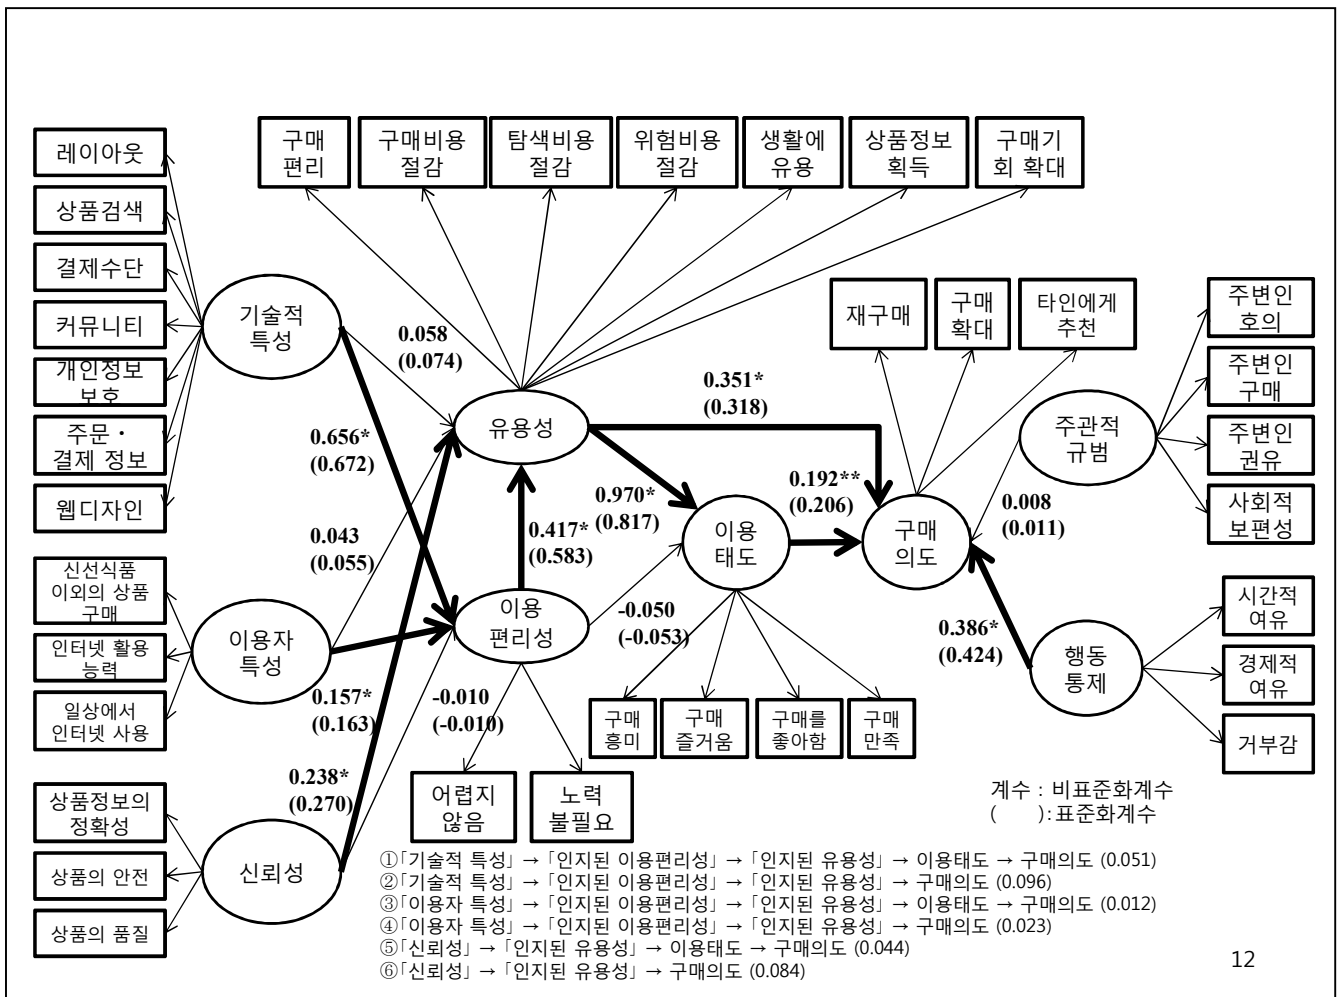 레이아웃
상품검색
결제수단
커뮤니티
개인정보
보호
주문·
결제 정보
웹디자인
신선식품
이외의 상품
구매
인터넷 활용
능력
일상에서
인터넷 사용
상품정보의
정확성
상품의 안전
상품의 품질
기술적
특성
이용자
특성
신뢰성
구매
편리
구매비용
절감
탐색비용
절감
위험비용
절감
생활에
유용
상품정보
획득
구매기
회 확대
0.058
(0.074)
0.656*
(0.672)
0.043
(0.055)
0.157*
(0.163)
0.238*
(0.270)
-0.010
(-0.010)
유용성
0.417*
(0.583)
이용
편리성
어렵지
않음
노력
불필요
0.351*
(0.318)
0.970*
(0.817)
-0.050
(-0.053)
이용
태도
구매
흥미
구매
즐거움
구매를
좋아함
구매
만족
0.192**
(0.206)
재구매
구매
확대
타인에게
추천
구매
의도
0.008
(0.011)
0.386*
(0.424)
주관적
규범
행동
통제
주변인
호의
주변인
구매
주변인
권유
사회적
보편성
시간적
여유
경제적
여유
거부감
계수 : 비표준화계수
( ): 표준화계수
①「기술적 특성」 → 「인지된 이용편리성」 → 「인지된 유용성」 → 이용태도 → 구매의도 (0.051)
②「기술적 특성」 → 「인지된 이용편리성」 → 「인지된 유용성」 → 구매의도 (0.096)
③「이용자 특성」 → 「인지된 이용편리성」 → 「인지된 유용성」 → 이용태도 → 구매의도 (0.012)
④「이용자 특성」 → 「인지된 이용편리성」 → 「인지된 유용성」 → 구매의도 (0.023)
⑤「신뢰성」 → 「인지된 유용성」 → 이용태도 → 구매의도 (0.044)
⑥「신뢰성」 → 「인지된 유용성」 → 구매의도 (0.084)
12